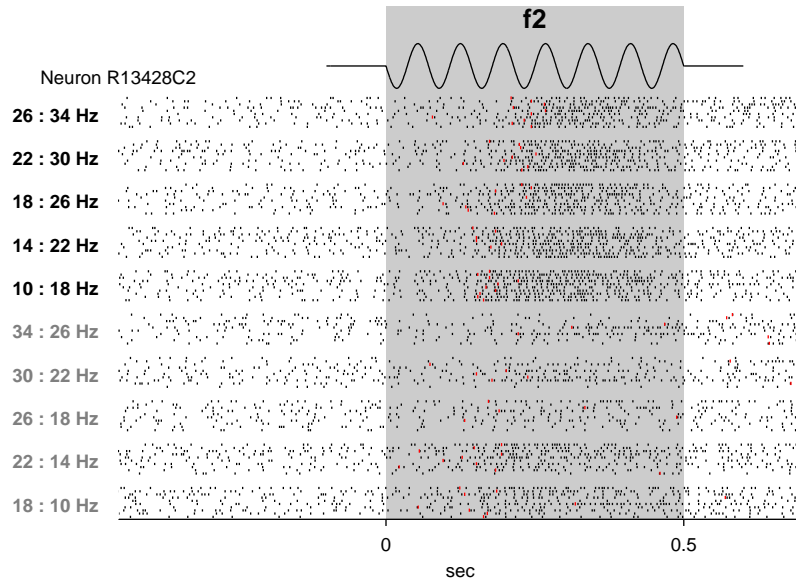 f2
Neuron R13428C2
26 : 34 Hz
22 : 30 Hz
18 : 26 Hz
14 : 22 Hz
10 : 18 Hz
34 : 26 Hz
30 : 22 Hz
26 : 18 Hz
22 : 14 Hz
18 : 10 Hz
0 0.5
sec